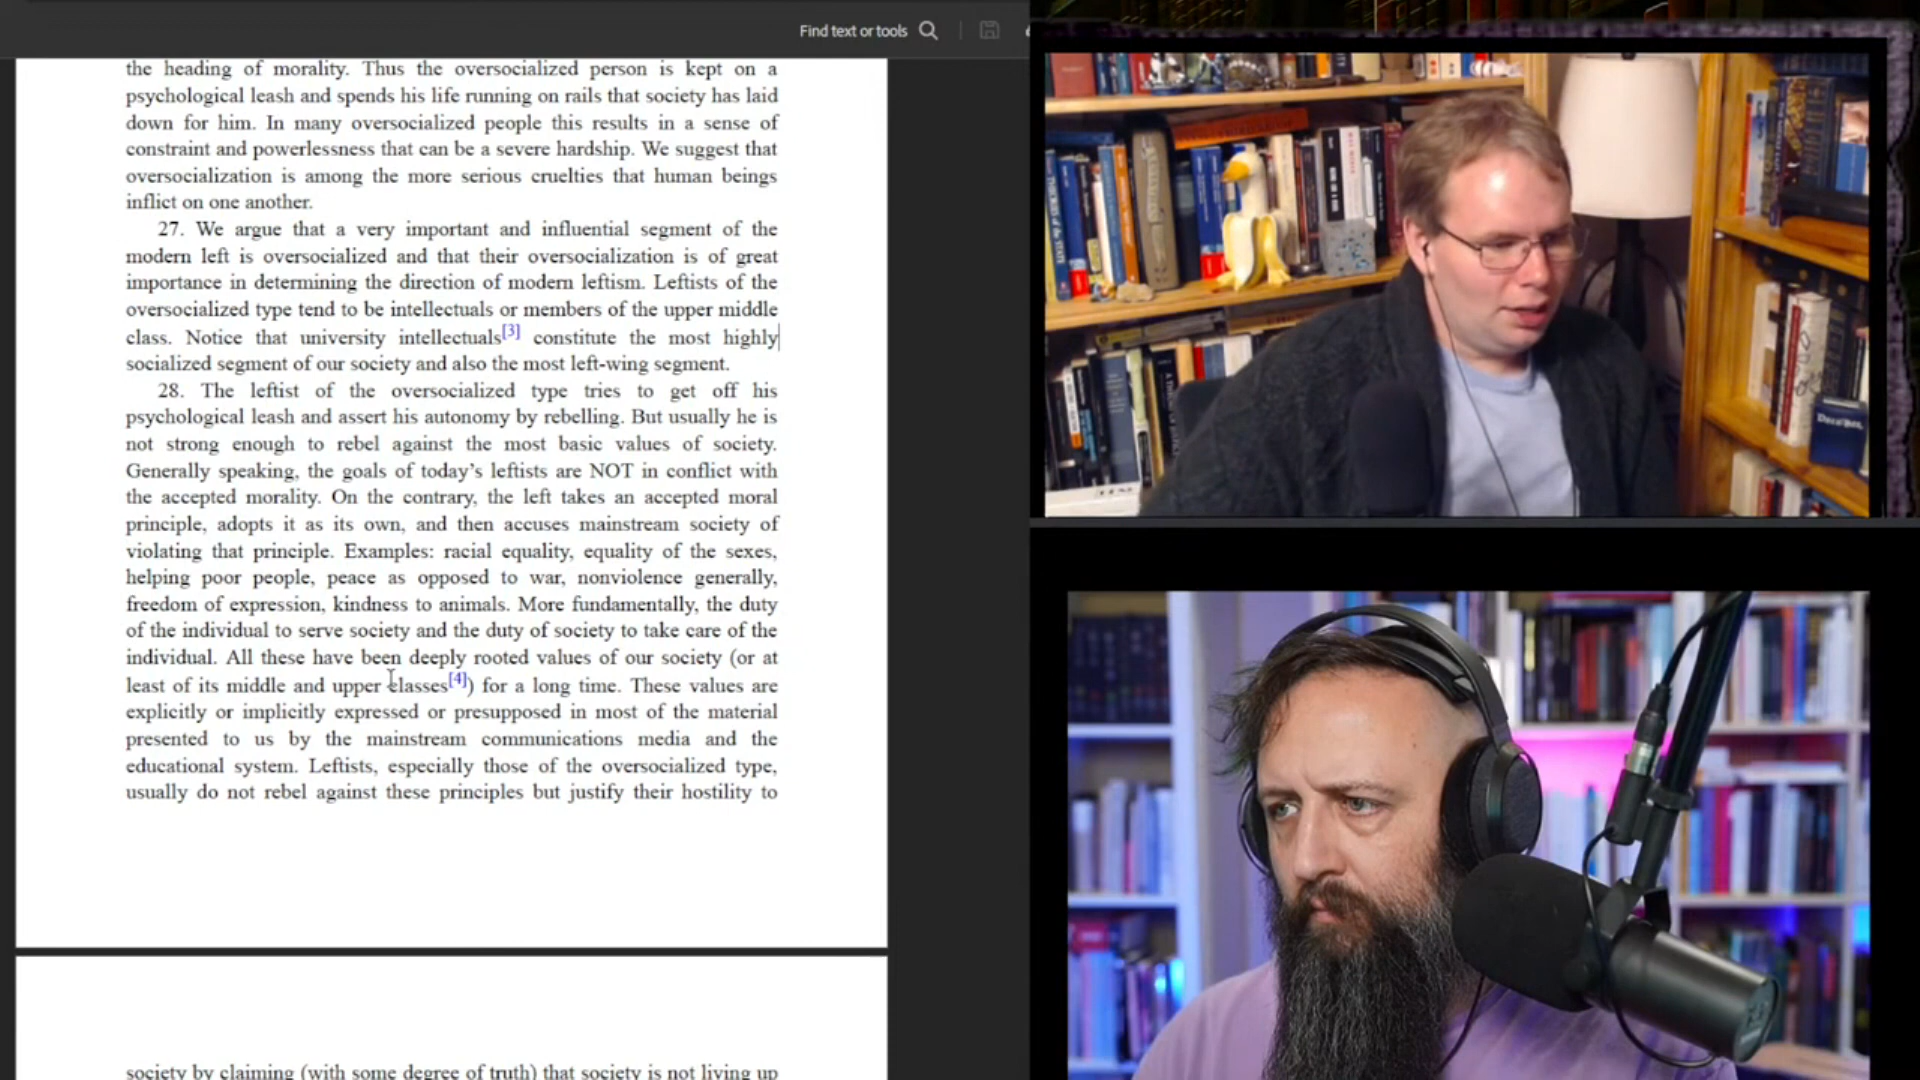 Find text or tools
the heading of morality. Thus the oversocialized person is kept on a
psychological leash and spends his life running on rails that society has laid
down for him. In many oversocialized people this results in a sense of
constraint and powerlessness that can be a severe hardship. We suggest that
oversocialization is among the more serious cruelties that human beings
inflict on one another.
27. We argue that a very important and influential segment of the
modern left is oversocialized and that their oversocialization is of great
importance in determining the direction of modern leftism. Leftists of the
oversocialized type tend to be intellectuals or members of the upper middle
class. Notice that university intellectuals[3] constitute the most highly
socialized segment of our society and also the most left-wing segment.
28. The leftist of the oversocialized type tries to get off his
psychological leash and assert his autonomy by rebelling. But usually he is
not strong enough to rebel against the most basic values of society.
Generally speaking, the goals of today's leftists are NOT in conflict with
the accepted morality. On the contrary, the left takes an accepted moral
principle, adopts it as its own, and then accuses mainstream society of
violating that principle. Examples: racial equality, equality of the sexes,
helping poor people, peace as opposed to war, nonviolence generally,
freedom of expression, kindness to animals. More fundamentally, the duty
of the individual to serve society and the duty of society to take care of the
individual. All these have been deeply rooted values of our society (or at
least of its middle and upper classes[4]) for a long time. These values are
explicitly or implicitly expressed or presupposed in most of the material
presented to us by the mainstream communications media and the
educational system. Leftists, especially those of the oversocialized type,
usually do not rebel against these principles but justify their hostility to
society by claiming (with some degree of truth) that society is not living up